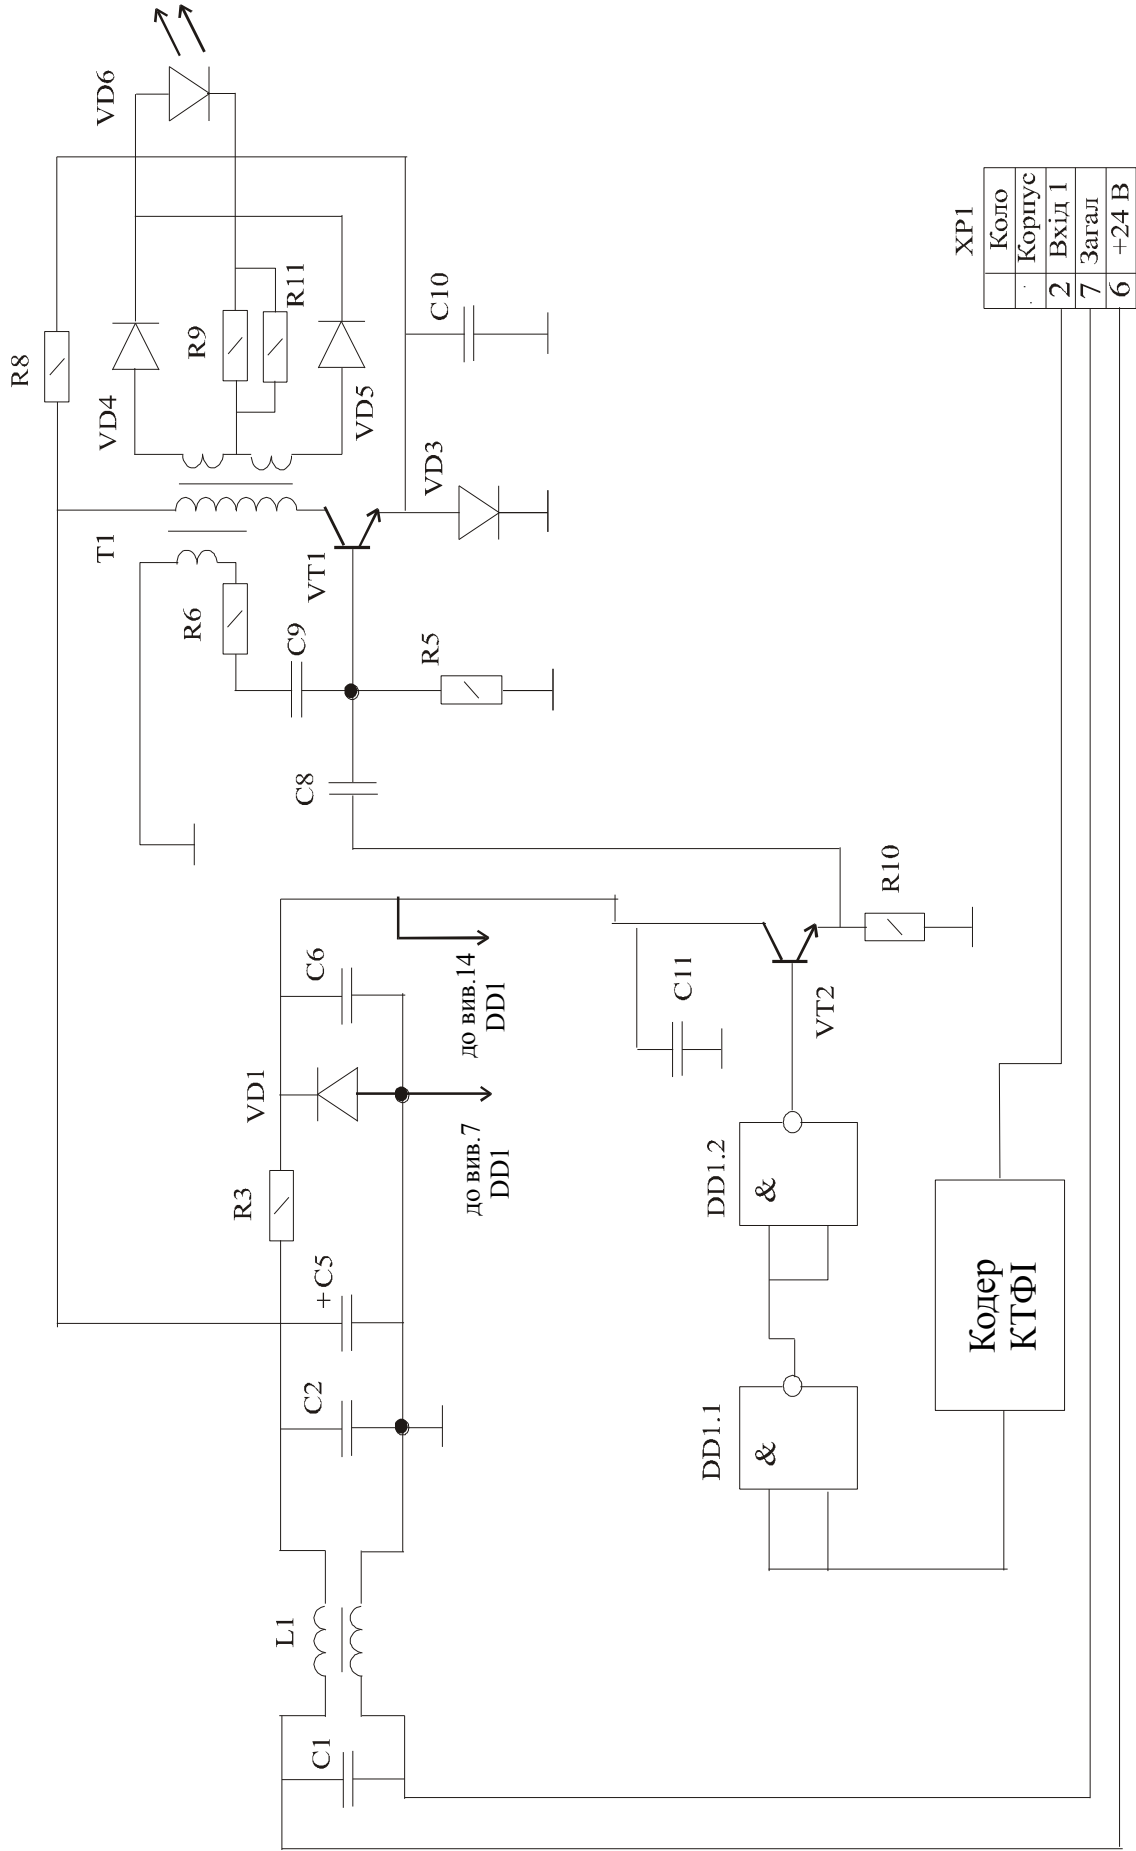 R8
VD4
R9
R11
VD5
VD6
C10
VD3
T1
VT1
R6
C9
R5
C8
R10
C6
VD1
R3
+C5
C2
до вив.14
DD1
до вив.7
DD1
C11
VT2
DD1.2
&
DD1.1
&
Кодер
КТФІ
L1
C1
XP1
Коло
Корпус
2 Вхід 1
7 Загал
6 +24 В